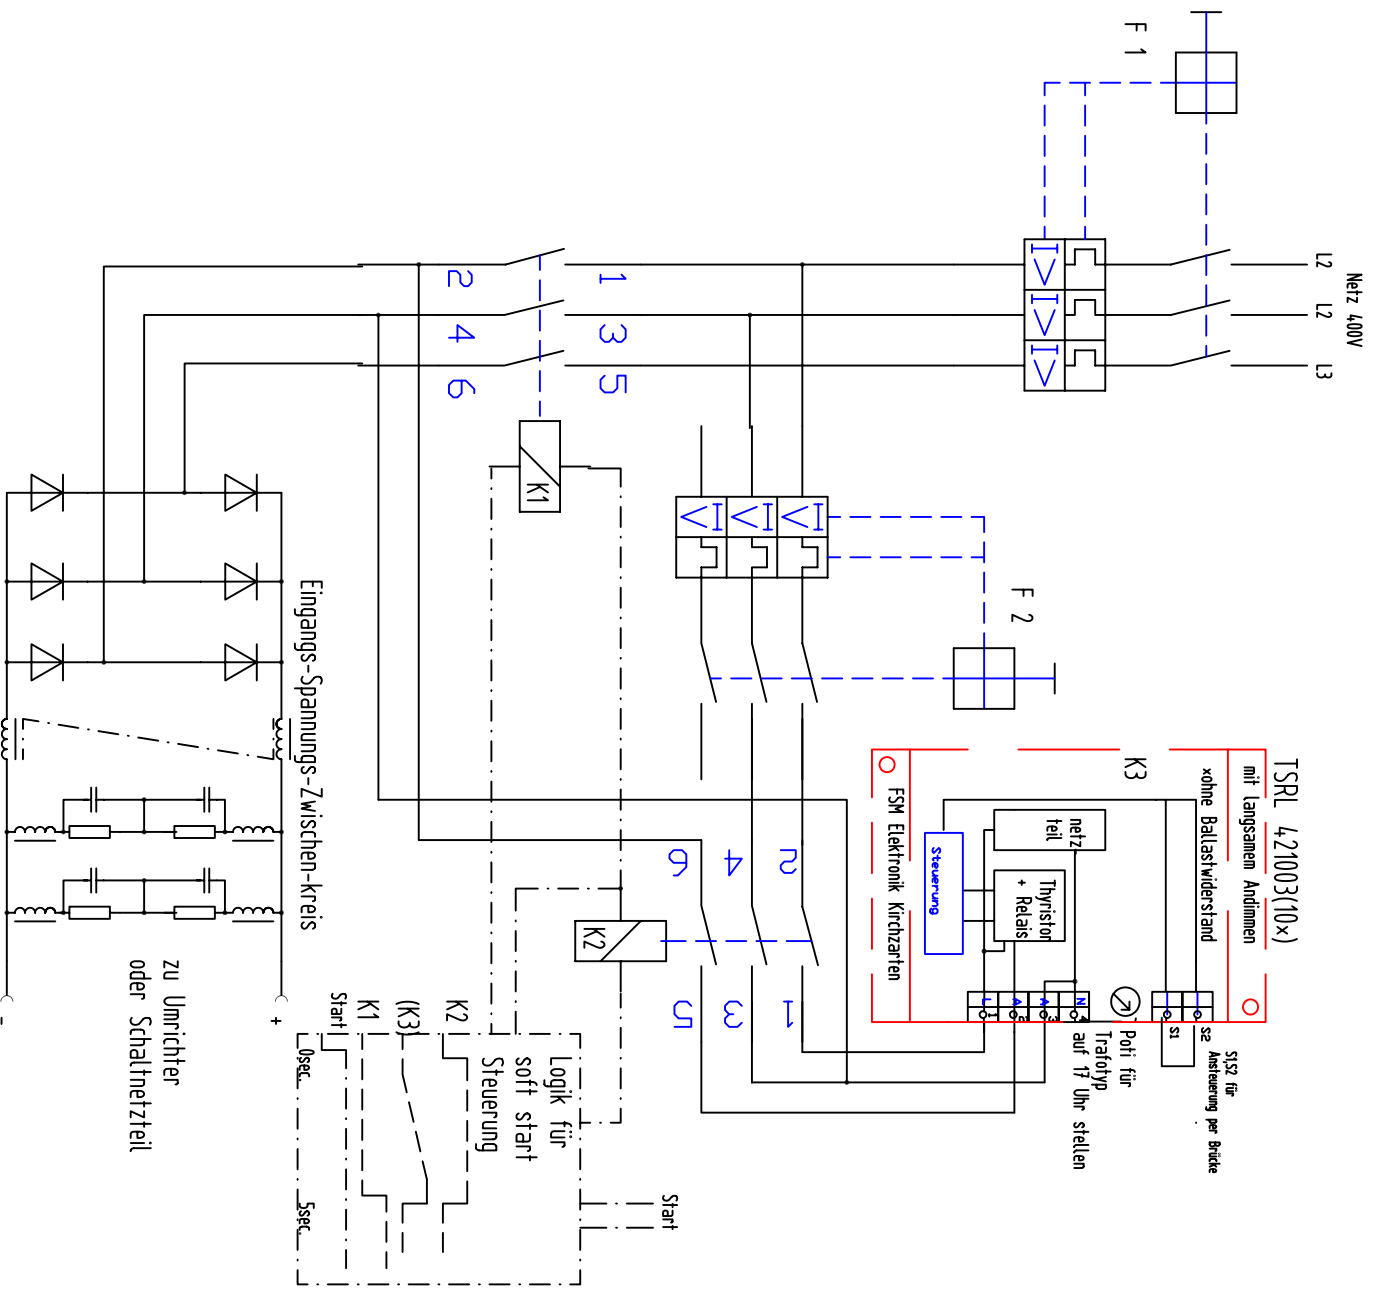 F 1
Netz 400V
L2
L2
L3
I>
I>
I>
1
3
5
2
4
6
K1
I>
I>
I>
F 2
TSRL 421003(10x)
mit langsamem Andimmen
xohne Ballastwiderstand
K3
FSM Elektronik Kirchzarten
netz
teil
Thyristor
+ Relais
Steuerung
L
A
A
N
1
2
3
4
S1
S2
S1,S2 für
Ansteuerung per Brücke
Poti für
Trafotyp
auf 17 Uhr stellen
2
4
6
1
3
5
K2
Eingangs-Spannungs-Zwischen-kreis
+
-
zu Umrichter
oder Schaltnetzteil
Logik für
soft start
Steuerung
K2
(K3)
K1
Start
0sec.
5sec.
Start